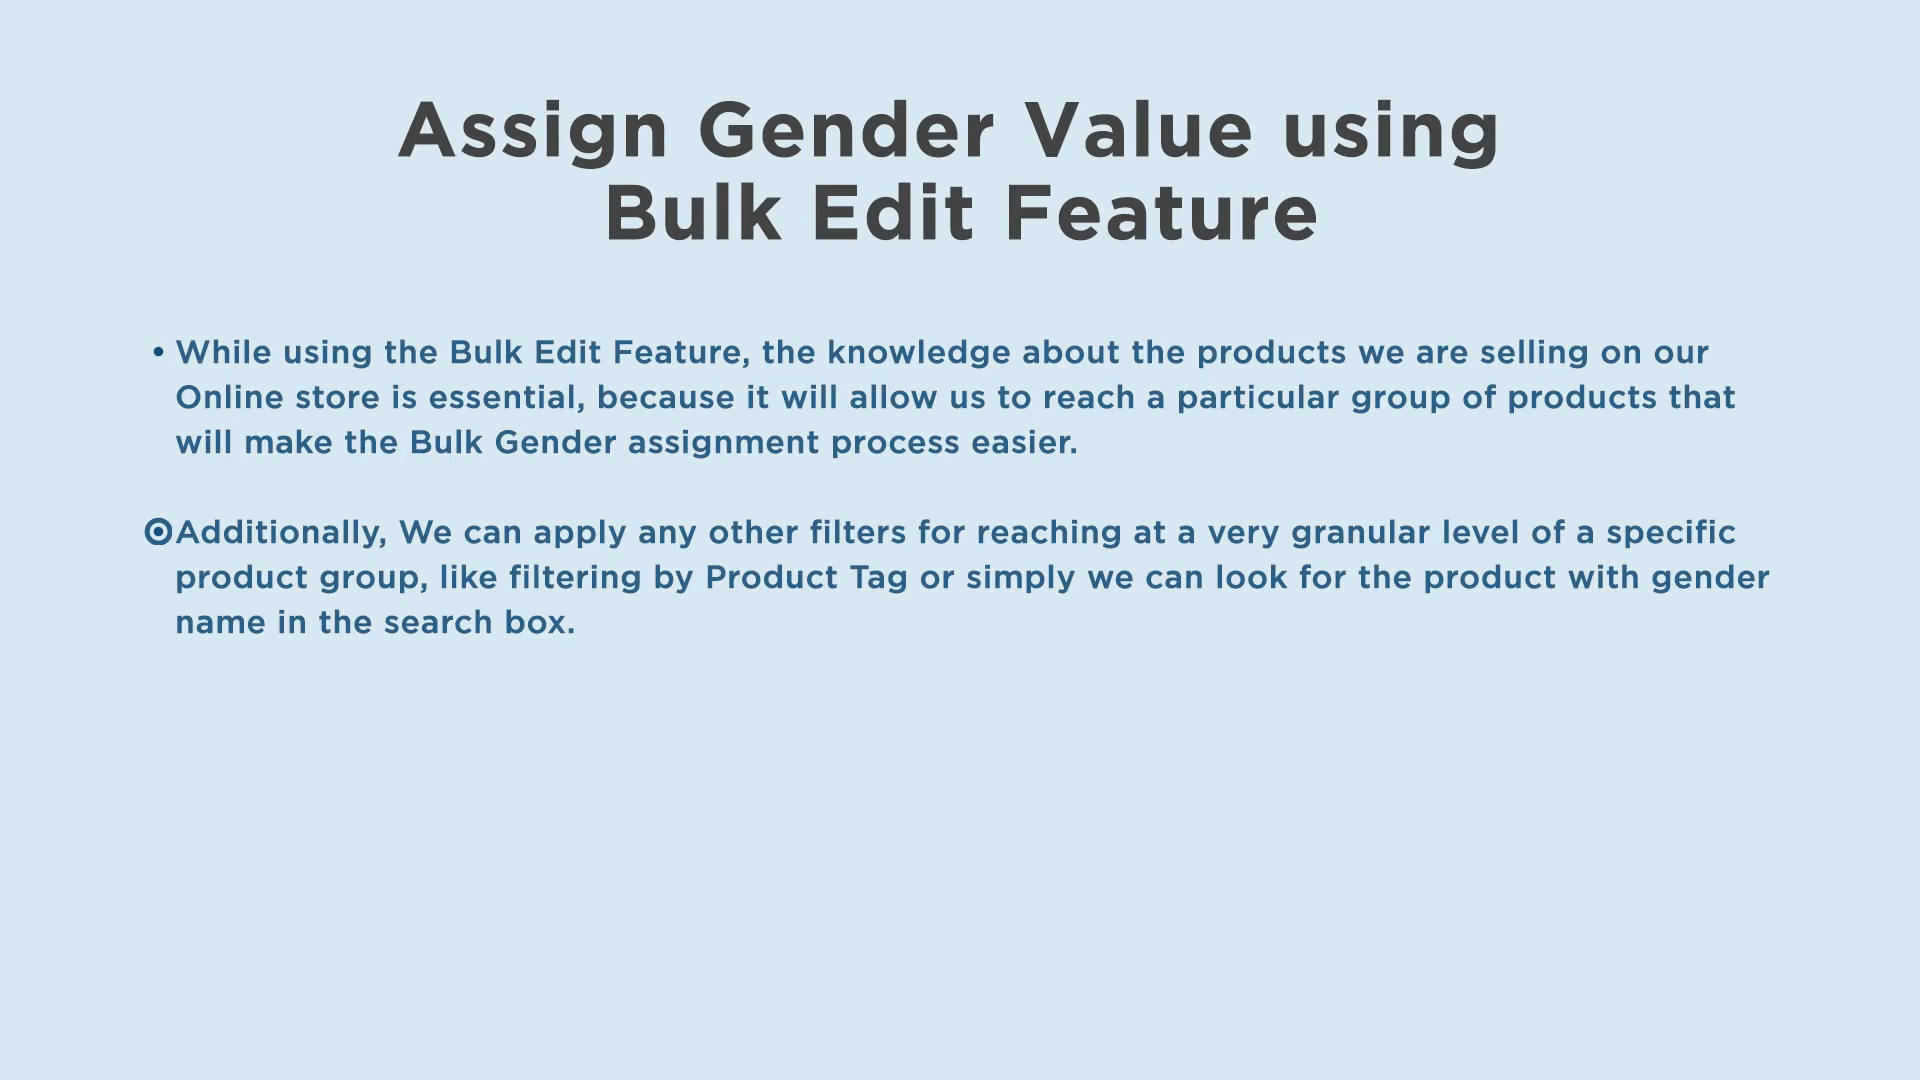 Assign Gender Value using
Bulk Edit Feature
• While using the Bulk Edit Feature, the knowledge about the products we are selling on our
Online store is essential, because it will allow us to reach a particular group of products that
will make the Bulk Gender assignment process easier.
Additionally, We can apply any other filters for reaching at a very granular level of a specific
product group, like filtering by Product Tag or simply we can look for the product with gender
name in the search box.